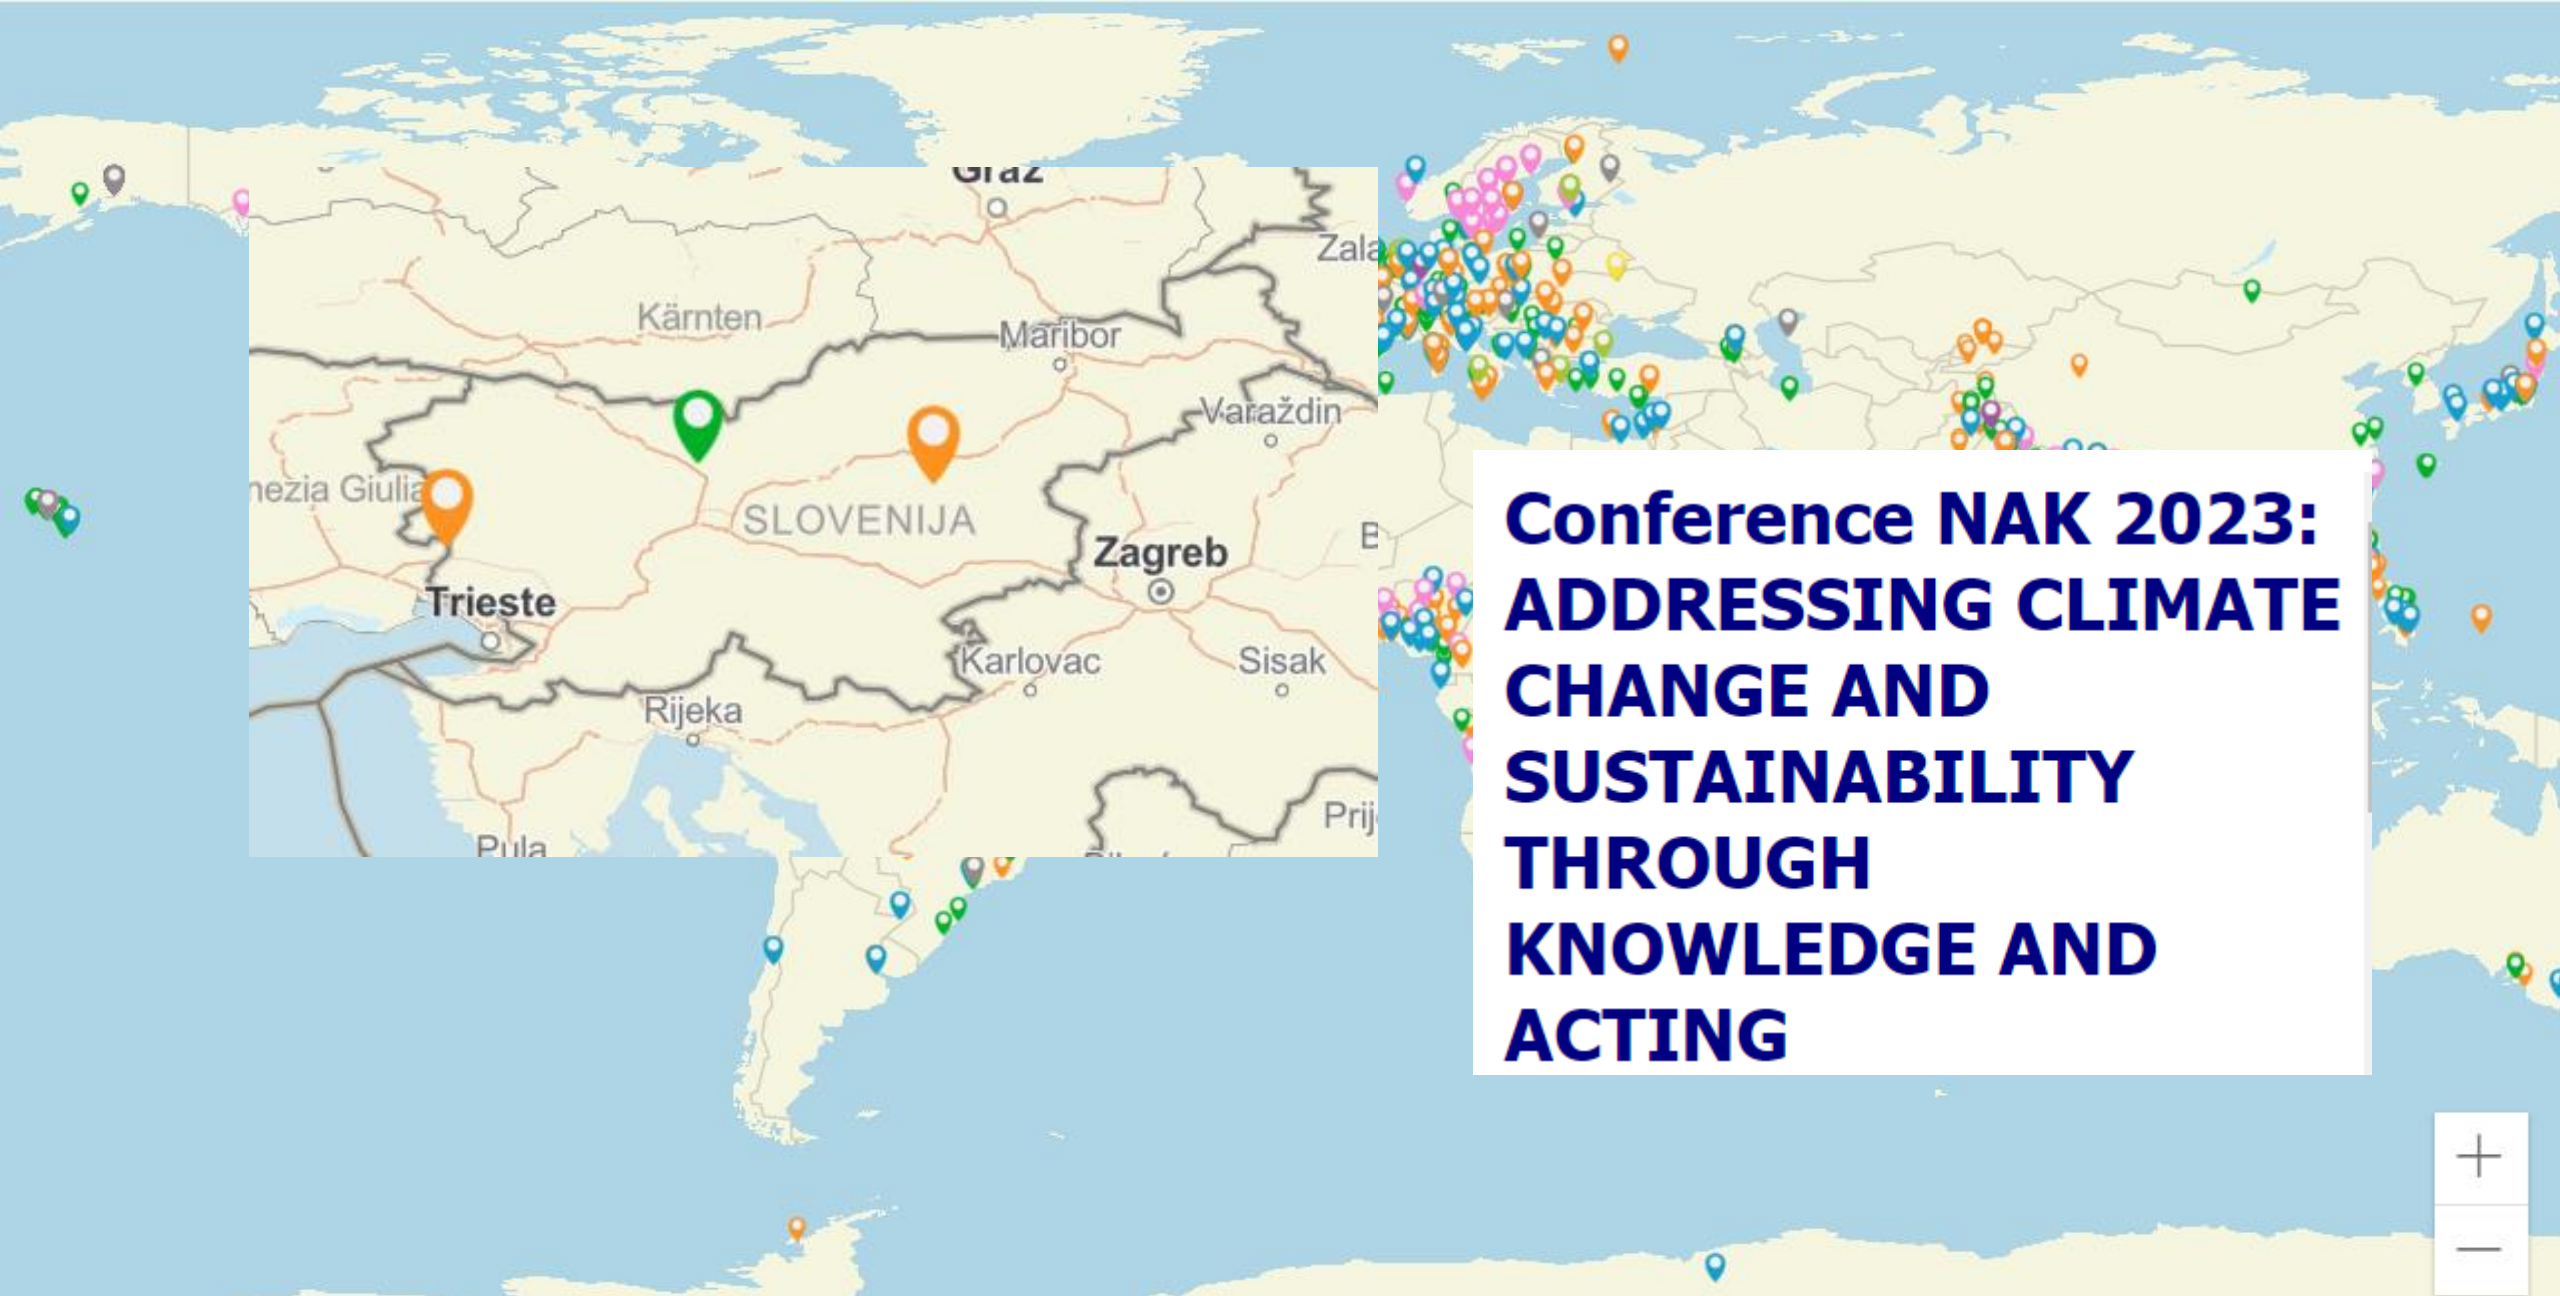 Graz
Zala
Kärnten
Maribor
Varaždin
nezia Giulia
SLOVENIJA
B
Zagreb
Trieste
Karlovac
Sisak
Rijeka
Prij
Pula
Conference NAK 2023:
ADDRESSING CLIMATE
CHANGE AND
SUSTAINABILITY
THROUGH
KNOWLEDGE AND
ACTING